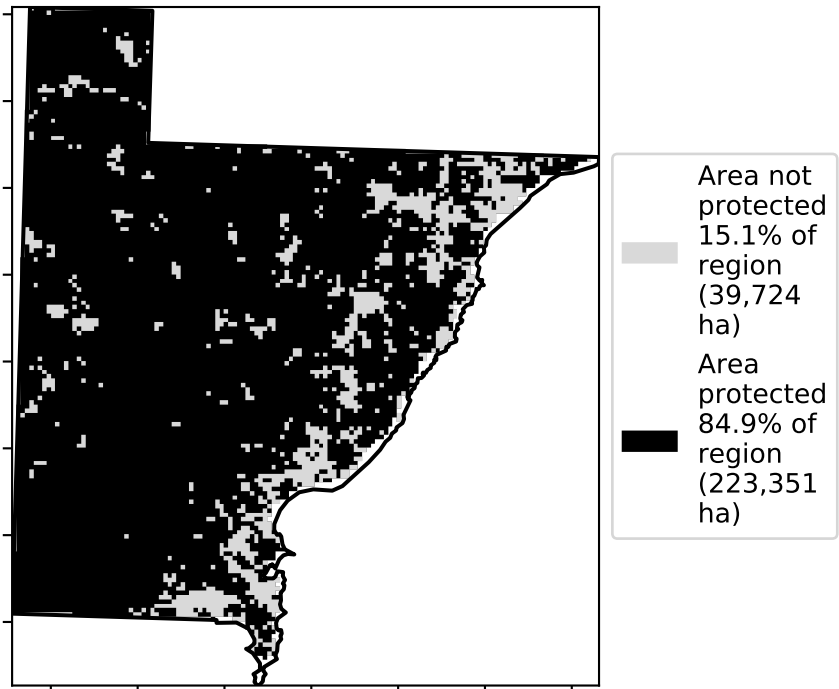 Area not
protected
15.1% of
region
(39,724
ha)
Area
protected
84.9% of
region
(223,351
ha)